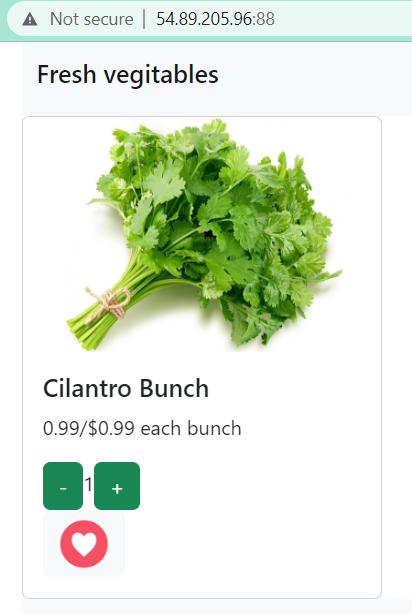 Not secure | 54.89.205.96:88
Fresh vegitables
Cilantro Bunch
0.99/$0.99 each bunch
- 1 +